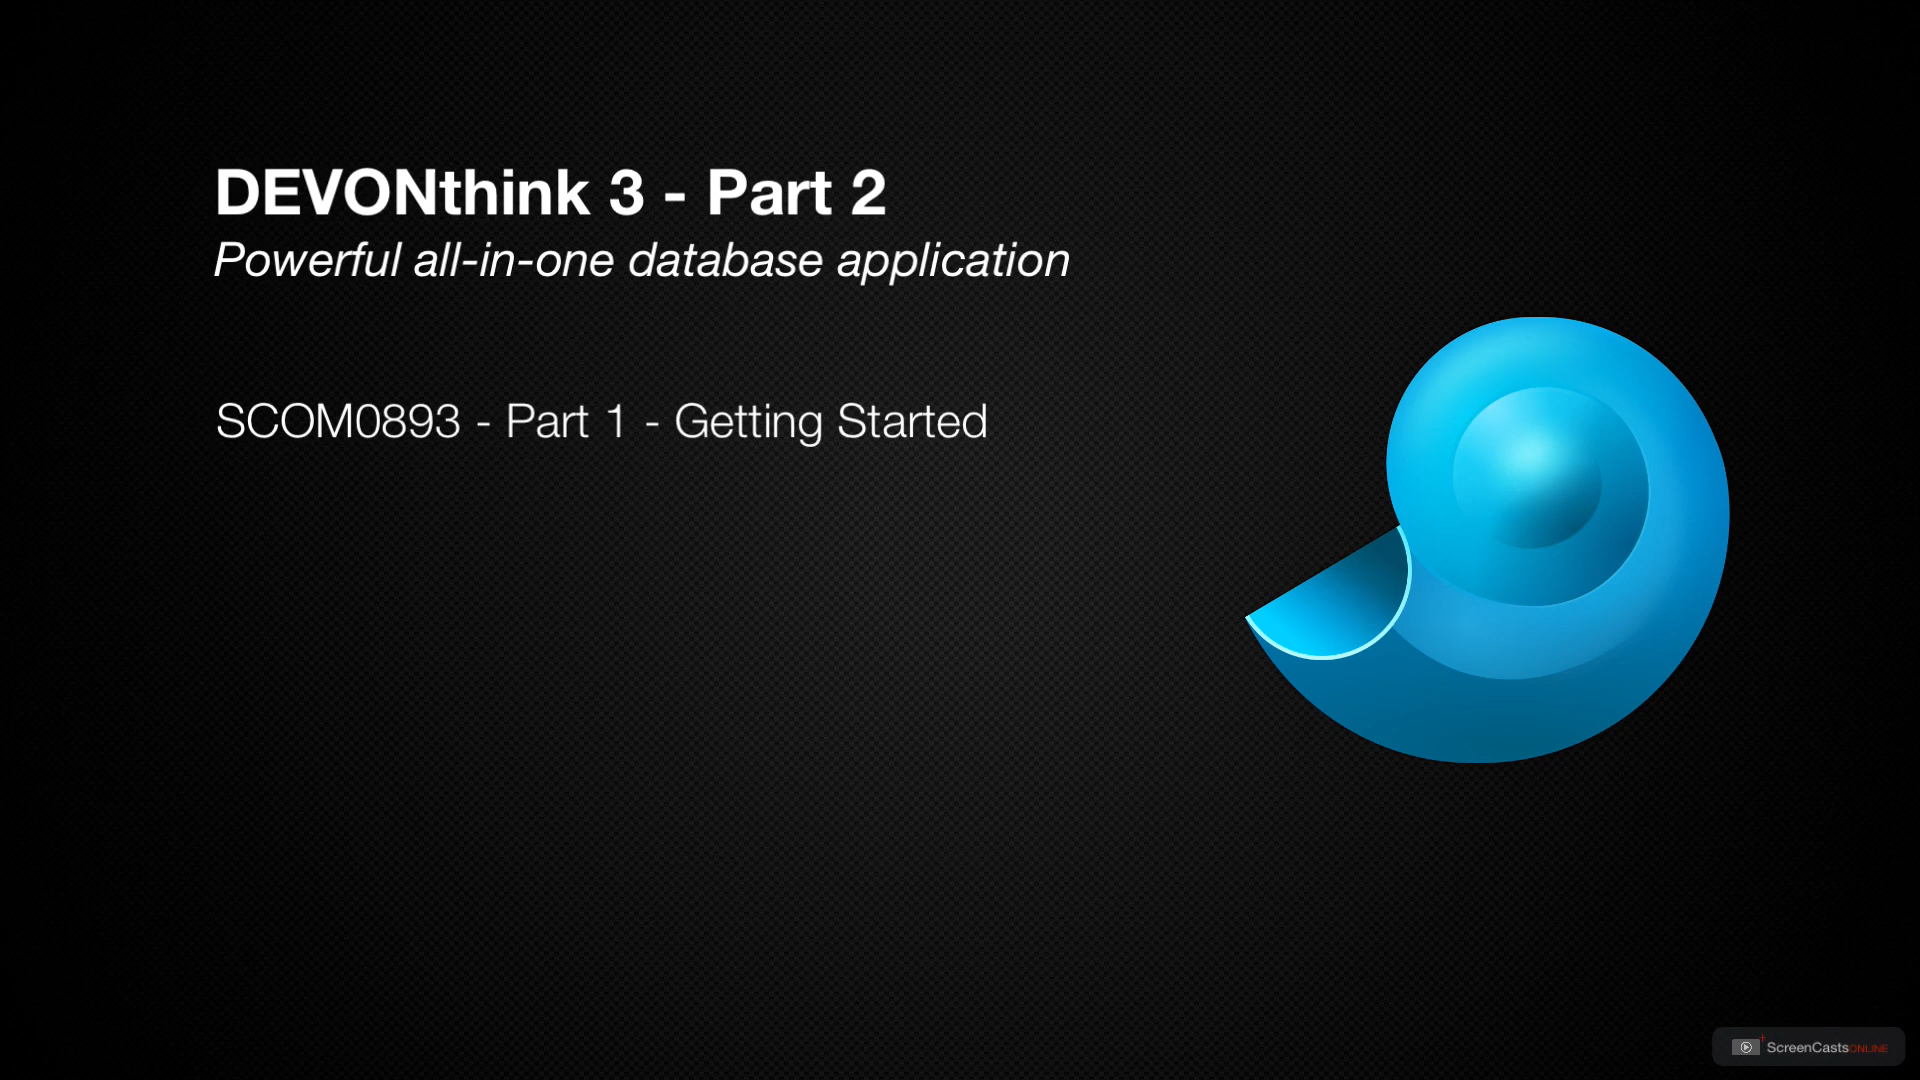 DEVONthink 3 - Part 2
Powerful all-in-one database application
SCOM0893 - Part 1 - Getting Started
ScreenCastsONLINE